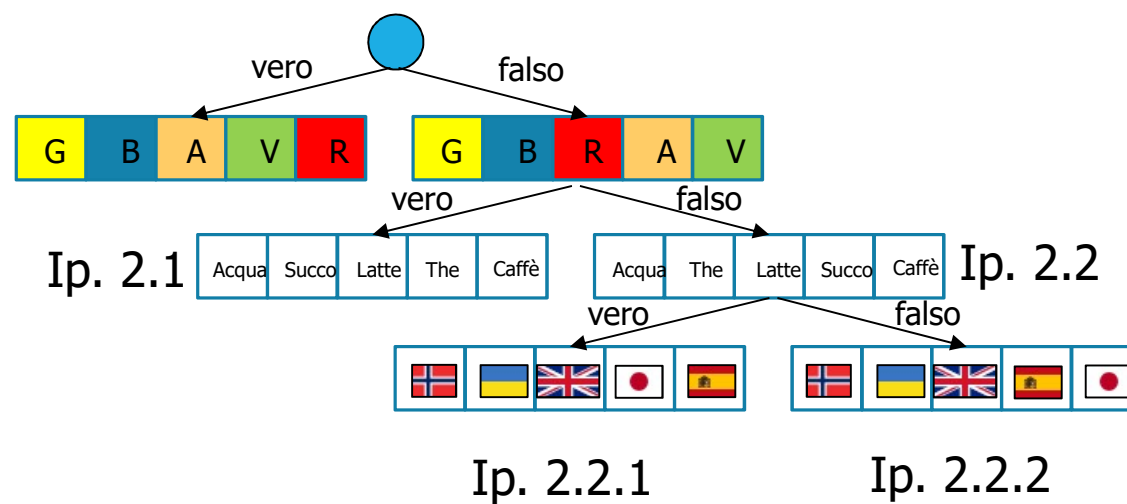 vero falso
G B A V R G B R A V
vero falso
Ip. 2.1 Acqua Succo Latte The Caffè Acqua The Latte Succo Caffè Ip. 2.2
vero falso
Ip. 2.2.1 Ip. 2.2.2